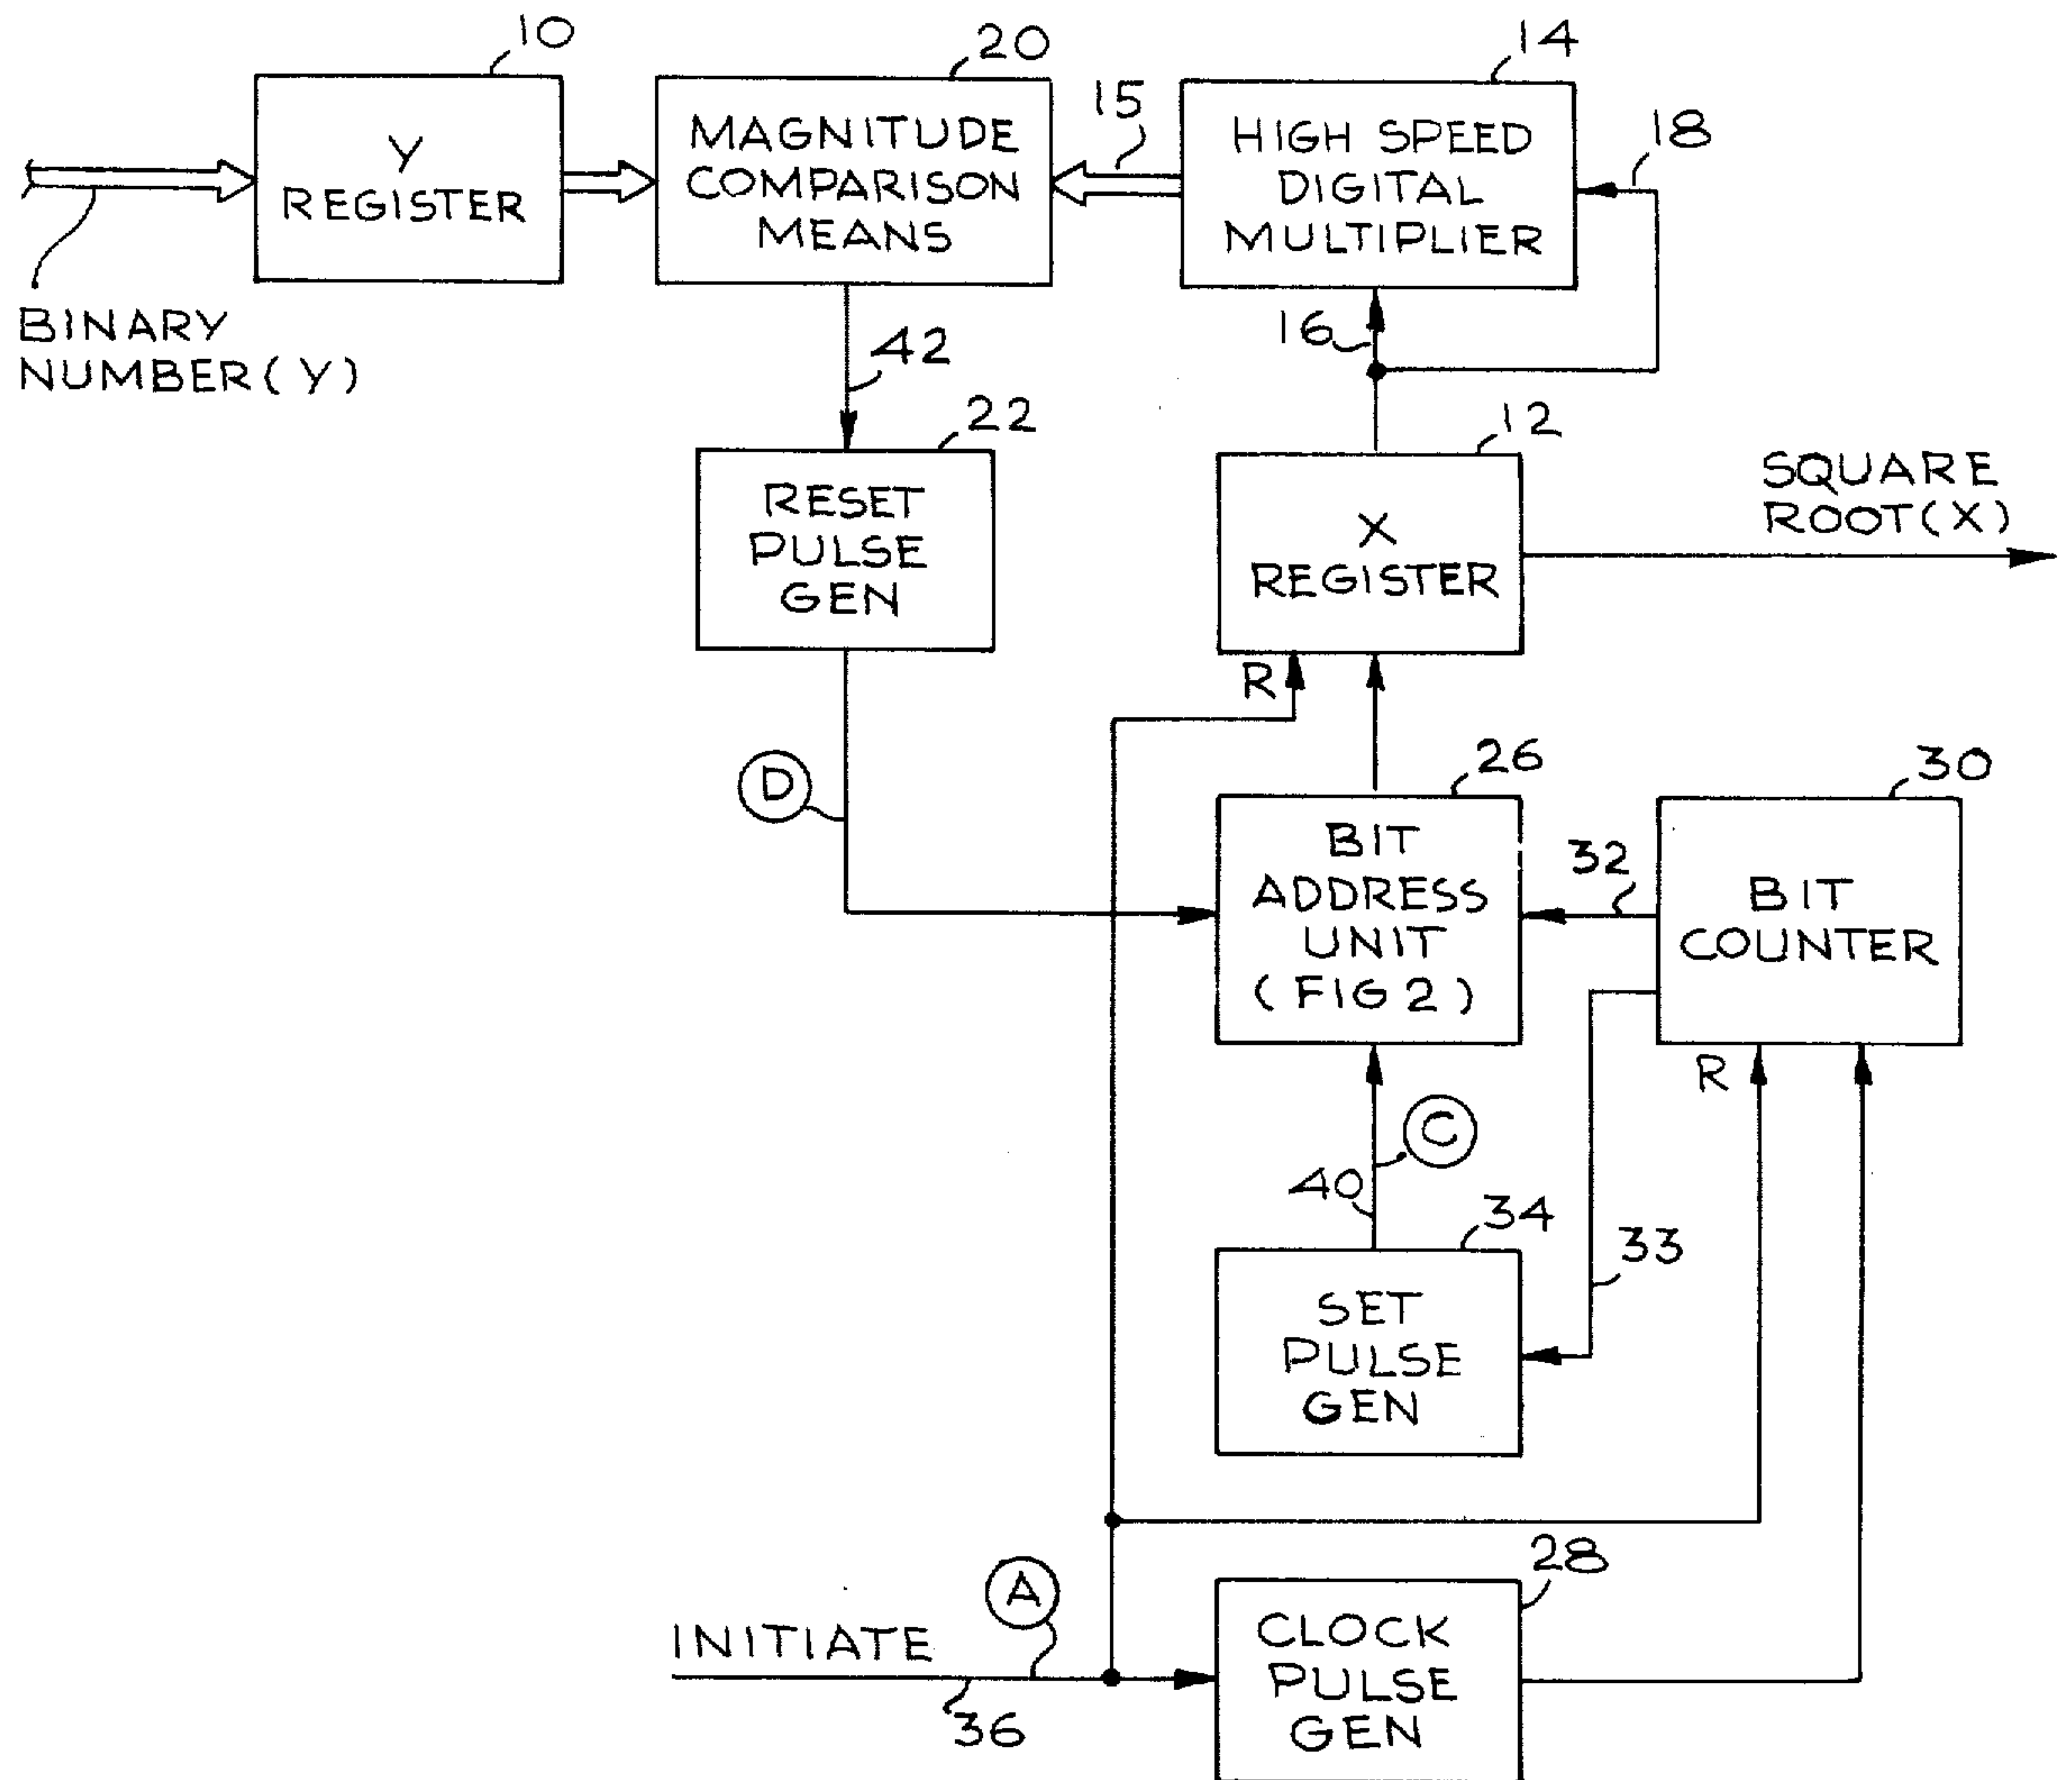 10
20
14
Y
REGISTER
MAGNITUDE
COMPARISON
MEANS
15
HIGH SPEED
DIGITAL
MULTIPLIER
18
BINARY
NUMBER(Y)
42
16
22
12
RESET
PULSE
GEN
X
REGISTER
SQUARE
ROOT(X)
R
D
26
30
BIT
ADDRESS
UNIT
(FIG 2)
32
BIT
COUNTER
R
C
40
34
33
SET
PULSE
GEN
28
A
INITIATE
36
CLOCK
PULSE
GEN